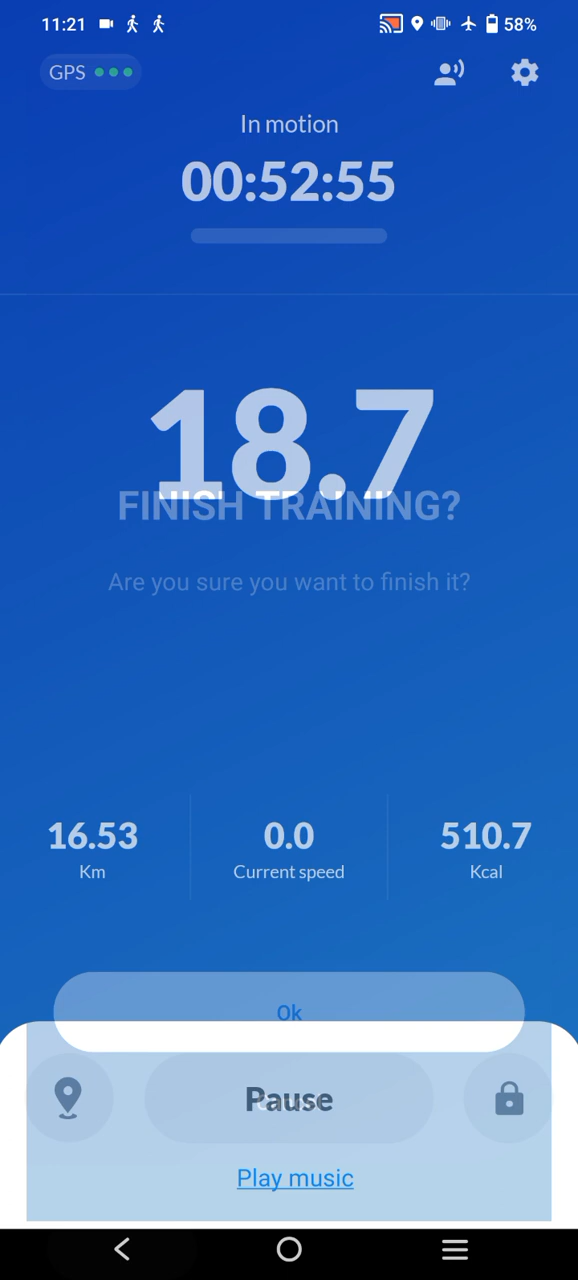 11:21
58%
GPS
In motion
00:52:55
18.7
FINISH TRAINING?
Are you sure you want to finish it?
16.53
0.0
510.7
Km
Current speed
Kcal
Ok
Pause
Play music